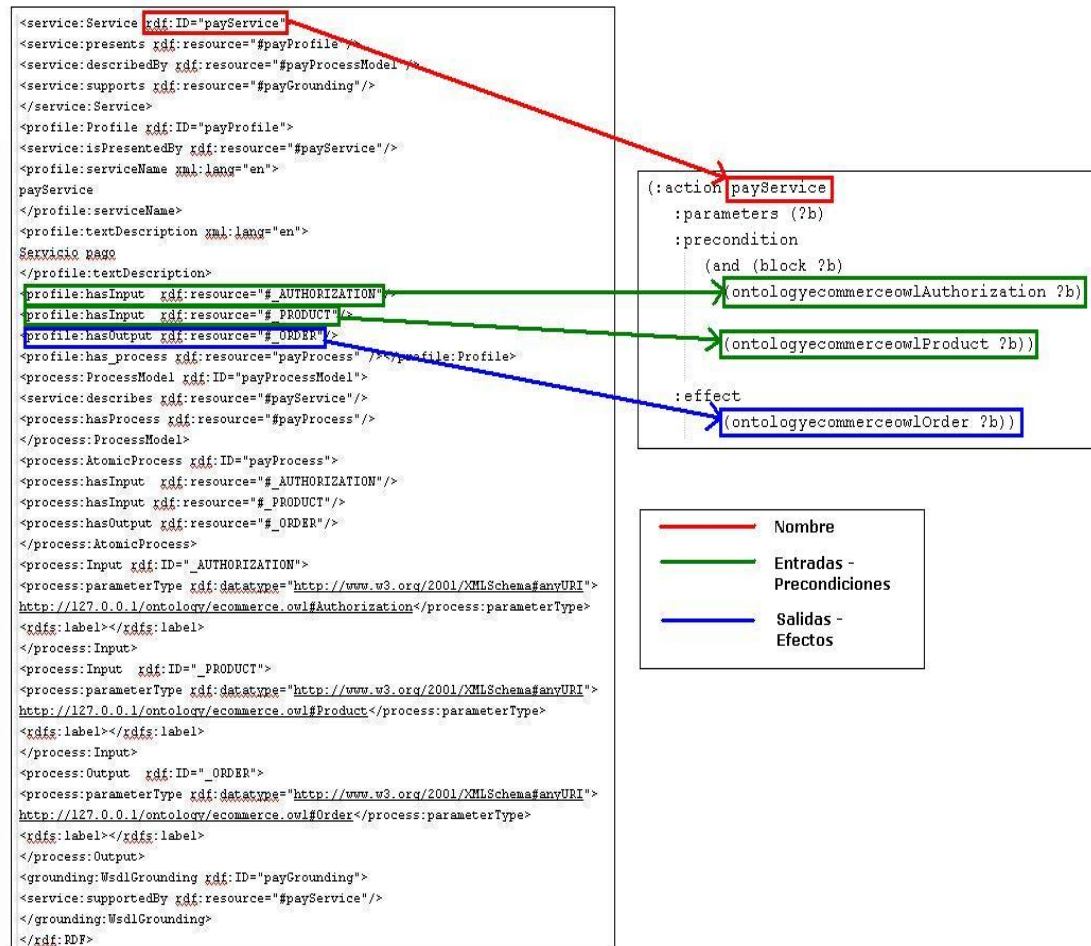 <service:Service rdf:ID="payService"
<service:presents rdf:resource="#payProfile"/>
<service:describedBy rdf:resource="#payProcessModel"/>
<service:supports rdf:resource="#payGrounding"/>
</service:Service>
<profile:Profile rdf:ID="payProfile">
<service:isPresentedBy rdf:resource="#payService"/>
<profile:serviceName xml:lang="en">
payService
</profile:serviceName>
<profile:textDescription xml:lang="en">
Servicio pago
</profile:textDescription>
<profile:hasInput  rdf:resource="#_AUTHORIZATION"/>
<profile:hasInput  rdf:resource="#_PRODUCT"/>
<profile:hasOutput rdf:resource="#_ORDER"/>
<profile:has_process rdf:resource="payProcess" /></profile:Profile>
<process:ProcessModel rdf:ID="payProcessModel">
<service:describes rdf:resource="#payService"/>
<process:hasProcess rdf:resource="#payProcess"/>
</process:ProcessModel>
<process:AtomicProcess rdf:ID="payProcess">
<process:hasInput  rdf:resource="#_AUTHORIZATION"/>
<process:hasInput rdf:resource="#_PRODUCT"/>
<process:hasOutput rdf:resource="#_ORDER"/>
</process:AtomicProcess>
<process:Input rdf:ID="_AUTHORIZATION">
<process:parameterType rdf:datatype="http://www.w3.org/2001/XMLSchema#anyURI">
http://127.0.0.1/ontology/ecommerce.owl#Authorization</process:parameterType>
<rdfs:label></rdfs:label>
</process:Input>
<process:Input  rdf:ID="_PRODUCT">
<process:parameterType rdf:datatype="http://www.w3.org/2001/XMLSchema#anyURI">
http://127.0.0.1/ontology/ecommerce.owl#Product</process:parameterType>
<rdfs:label></rdfs:label>
</process:Input>
<process:Output  rdf:ID="_ORDER">
<process:parameterType rdf:datatype="http://www.w3.org/2001/XMLSchema#anyURI">
http://127.0.0.1/ontology/ecommerce.owl#Order</process:parameterType>
<rdfs:label></rdfs:label>
</process:Output>
<grounding:WsdlGrounding rdf:ID="payGrounding">
<service:supportedBy rdf:resource="#payService"/>
</grounding:WsdlGrounding>
</rdf:RDF>
(:action payService
:parameters (?b)
:precondition
(and (block ?b)
(ontologyecommerceowlAuthorization ?b)
(ontologyecommerceowlProduct ?b))
:effect
(ontologyecommerceowlOrder ?b))
Nombre
Entradas -
Precondiciones
Salidas -
Efectos